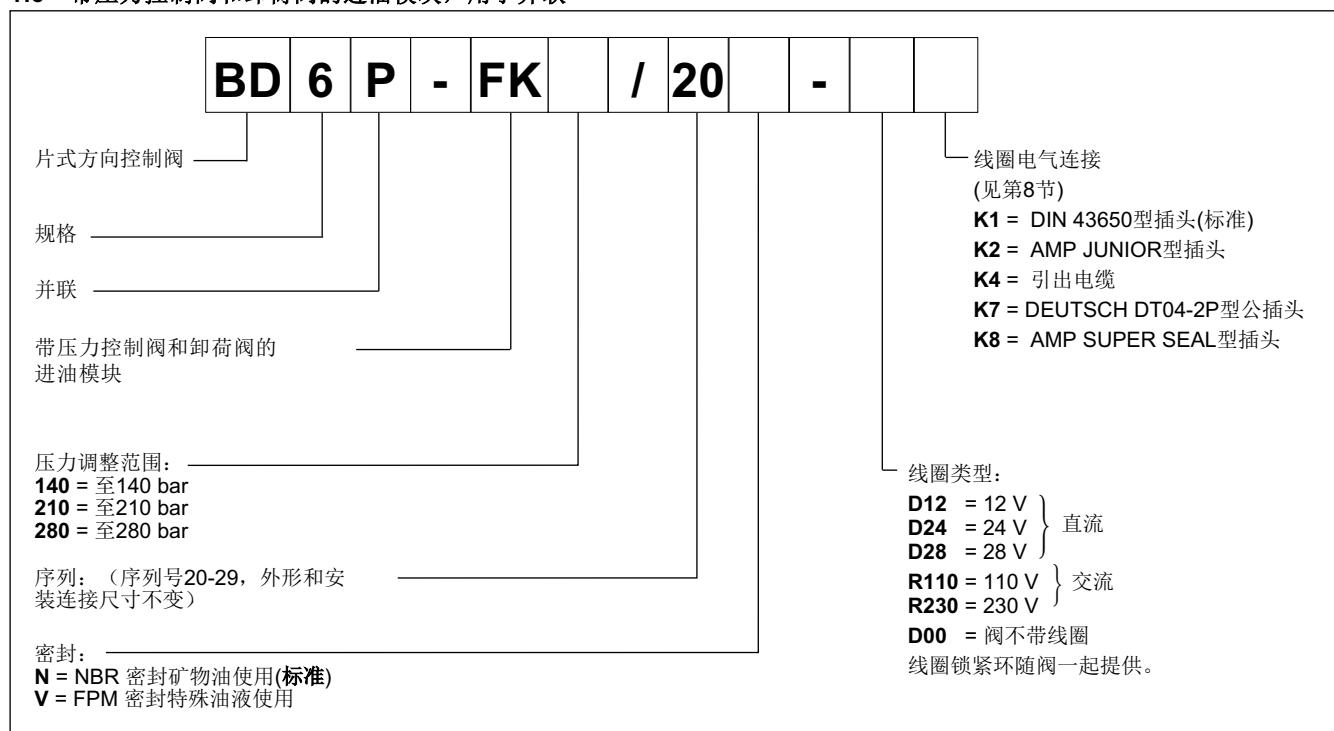 BD 6 P - FK / 20 -
片式方向控制阀
规格
并联
带压力控制阀和卸荷阀的
进油模块
压力调整范围:
140 = 至140 bar
210 = 至210 bar
280 = 至280 bar
序列: （序列号20-29，外形和安
装连接尺寸不变）
密封:
N = NBR 密封矿物油使用(标准)
V = FPM 密封特殊油液使用
线圈电气连接
(见第8节)
K1 = DIN 43650型插头(标准)
K2 = AMP JUNIOR型插头
K4 = 引出电缆
K7 = DEUTSCH DT04-2P型公插头
K8 = AMP SUPER SEAL型插头
线圈类型:
D12 = 12 V
D24 = 24 V
D28 = 28 V
直流
R110 = 110 V
R230 = 230 V
交流
D00 = 阀不带线圈
线圈锁紧环随阀一起提供。